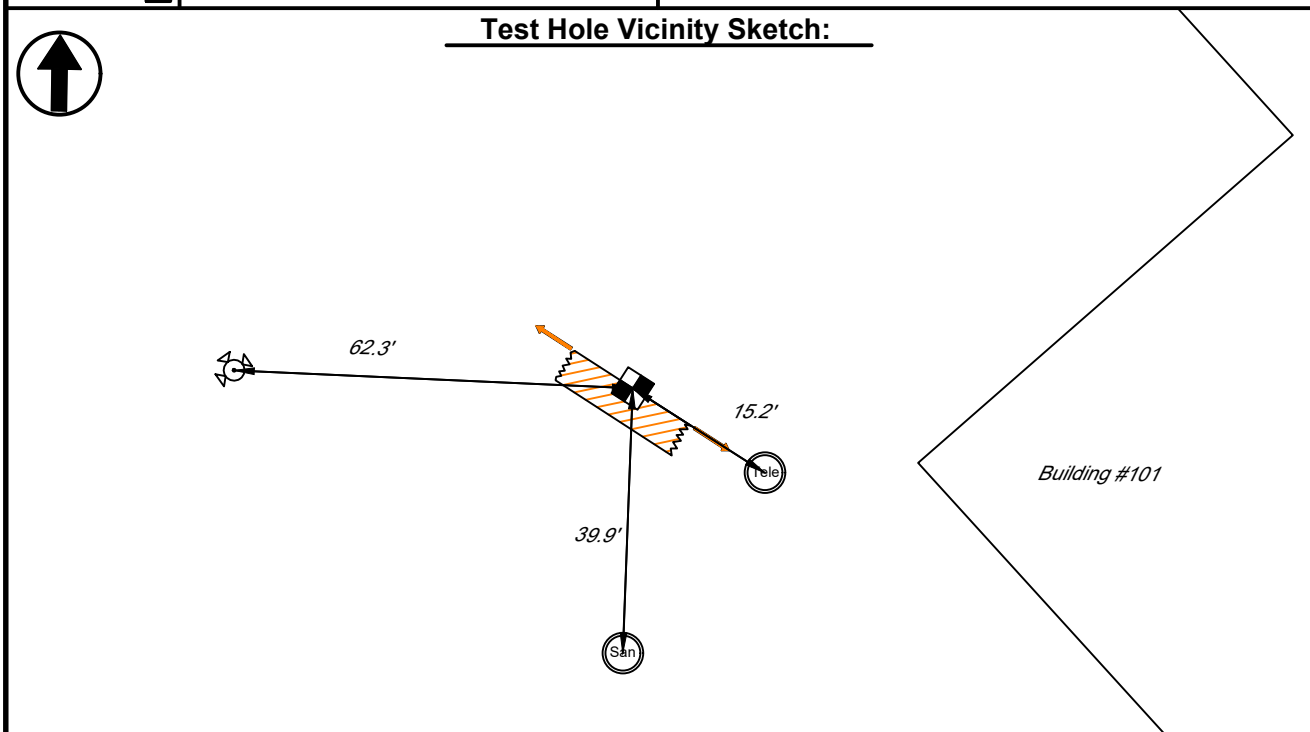 Test Hole Vicinity Sketch:
62.3'
15.2'
Tele
Building #101
39.9'
San